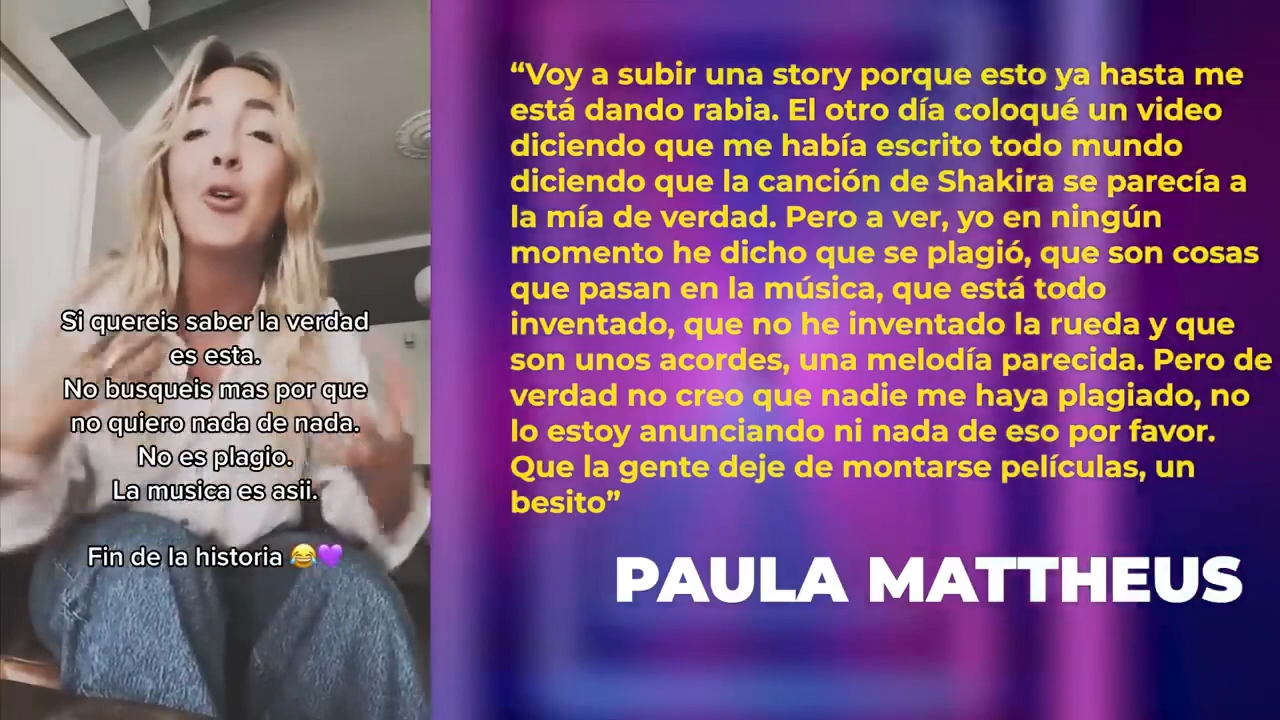 Si quereis saber la verdad
es esta.
No busqueis mas por que
no quiero nada de nada.
No es plagio.
La musica es asii.
Fin de la historia 😂💜
“Voy a subir una story porque esto ya hasta me
está dando rabia. El otro día coloqué un video
diciendo que me había escrito todo mundo
diciendo que la canción de Shakira se parecía a
la mía de verdad. Pero a ver, yo en ningún
momento he dicho que se plagió, que son cosas
que pasan en la música, que está todo
inventado, que no he inventado la rueda y que
son unos acordes, una melodía parecida. Pero de
verdad no creo que nadie me haya plagiado, no
lo estoy anunciando ni nada de eso por favor.
Que la gente deje de montarse películas, un
besito”
PAULA MATTHEUS